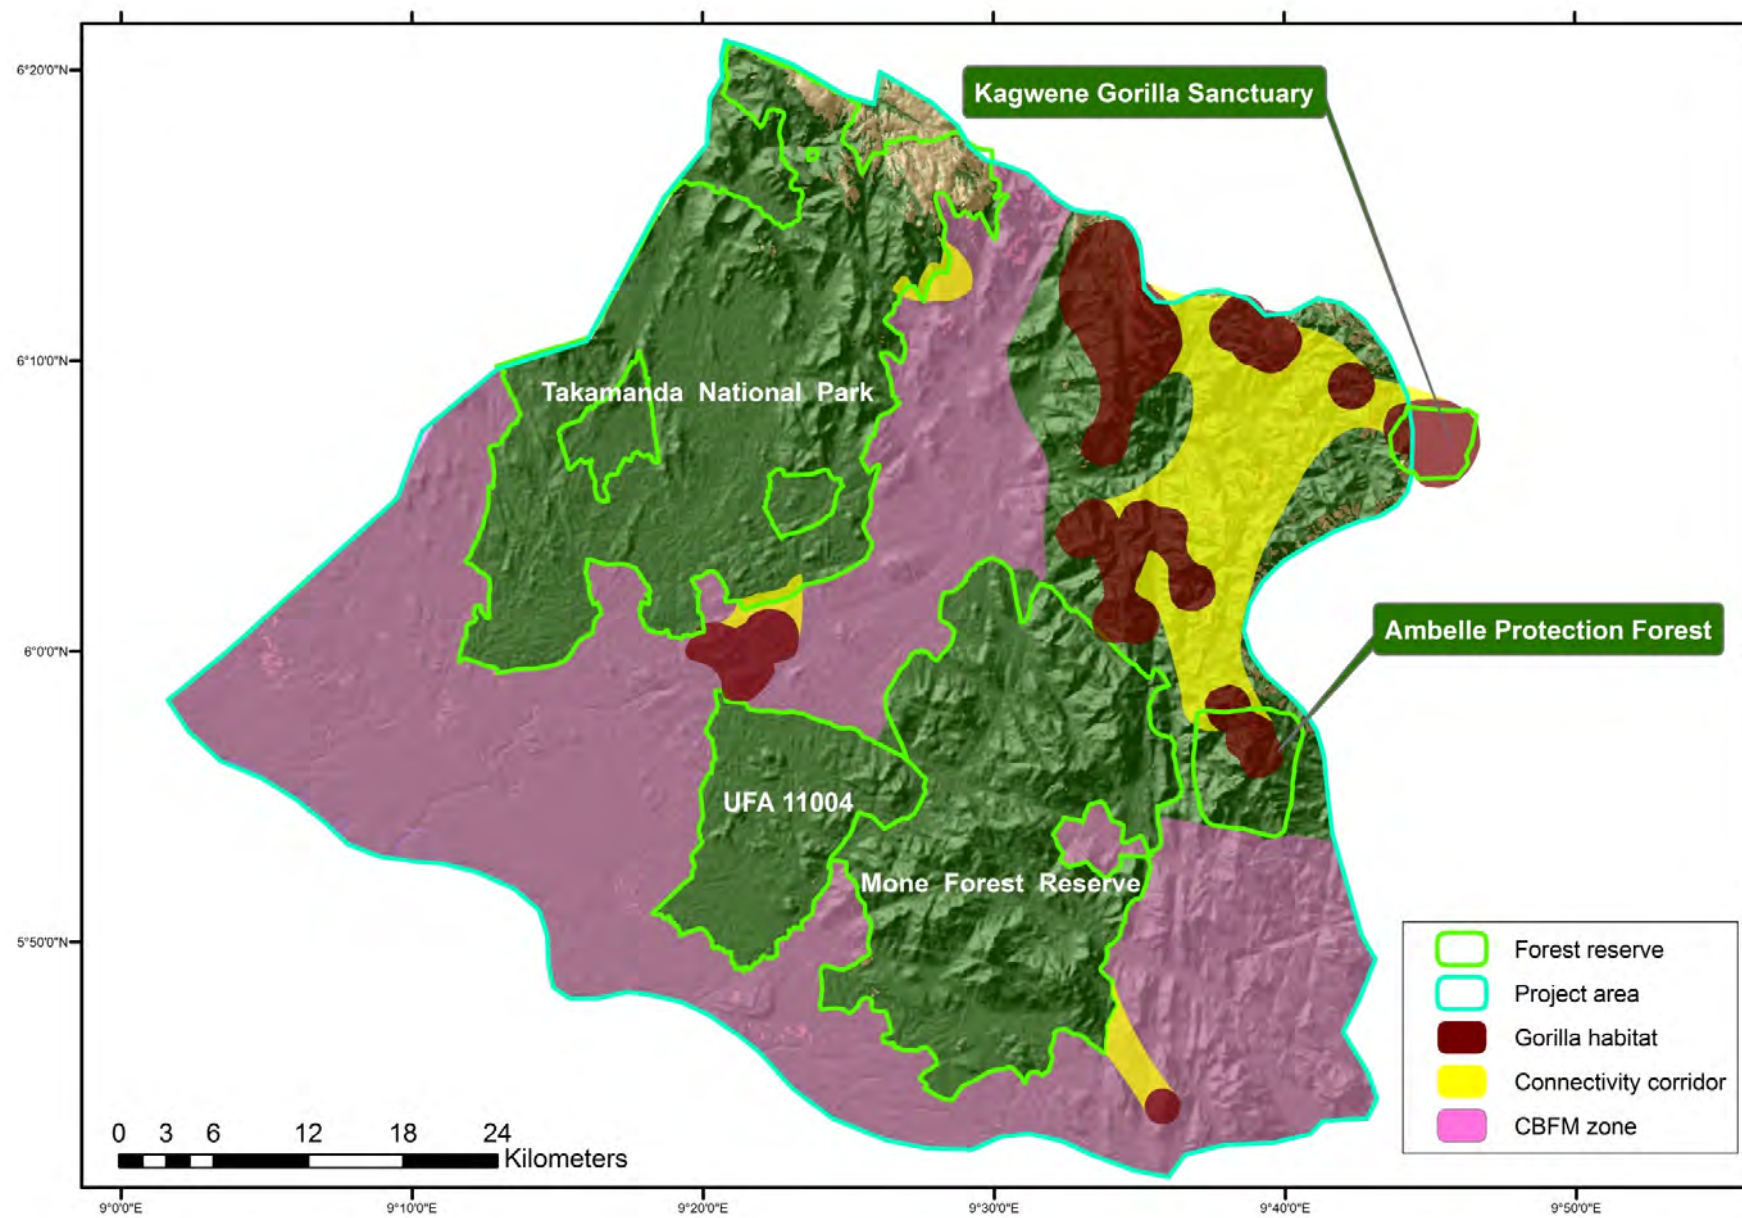 6°20'0"N
Kagwene Gorilla Sanctuary
6°10'0"N
Takamanda National Park
6°0'0"N
Ambelle Protection Forest
UFA 11004
Mone Forest Reserve
5°50'0"N
Forest reserve
Project area
Gorilla habitat
Connectivity corridor
CBFM zone
0 3 6 12 18 24
Kilometers
9°0'0"E 9°10'0"E 9°20'0"E 9°30'0"E 9°40'0"E 9°50'0"E